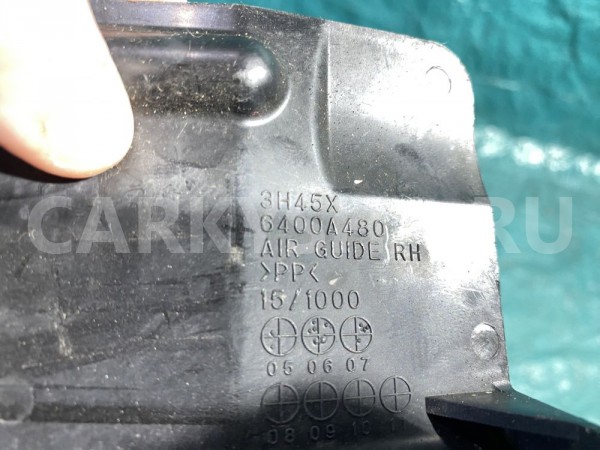 3H45X
6400A480
AIR GUIDE RH
>PP<
15/1000
05 06 07
08 09 10